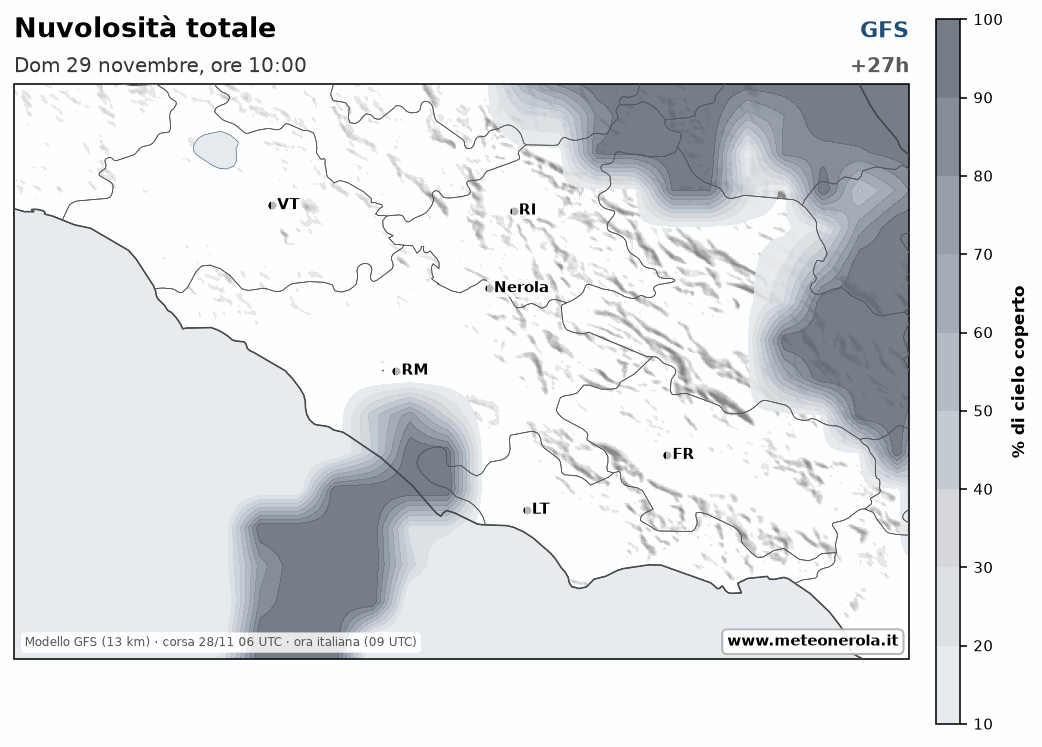 Nuvolosità totale
GFS
Dom 29 novembre, ore 10:00
+27h
VT
RI
Nerola
RM
FR
LT
Modello GFS (13 km) · corsa 28/11 06 UTC · ora italiana (09 UTC)
www.meteonerola.it
100
90
80
70
60
50
40
30
20
10
% di cielo coperto